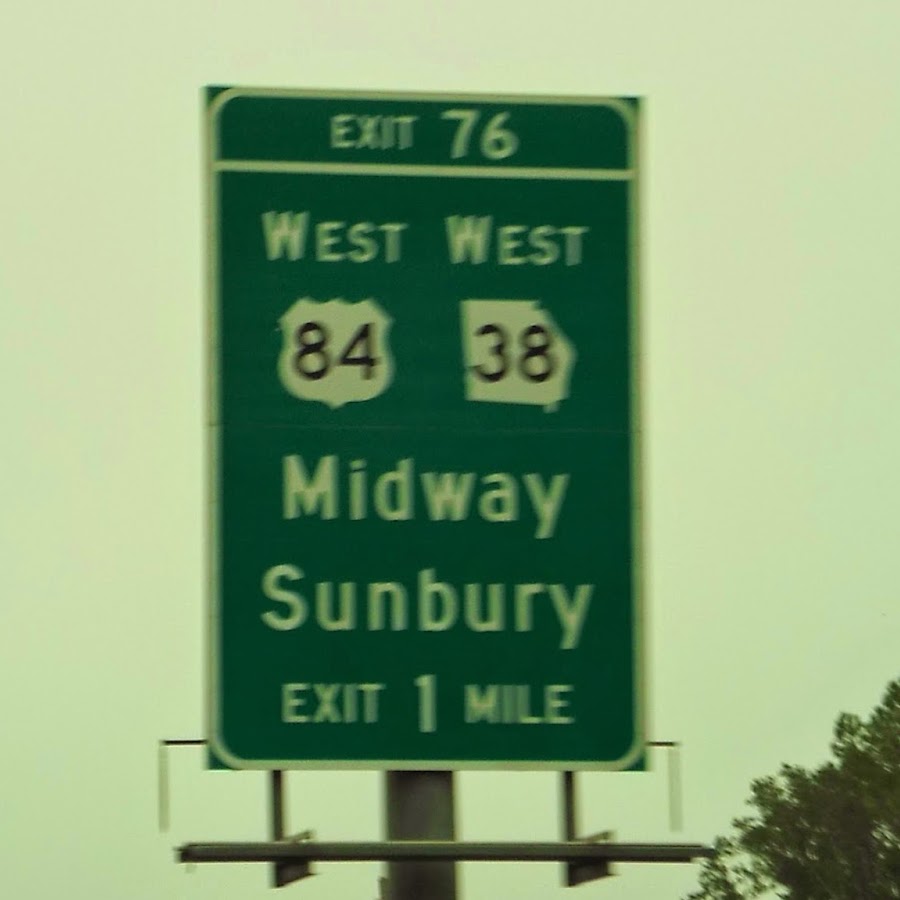 EXIT 76
WEST WEST
84 38
Midway
Sunbury
EXIT 1 MILE